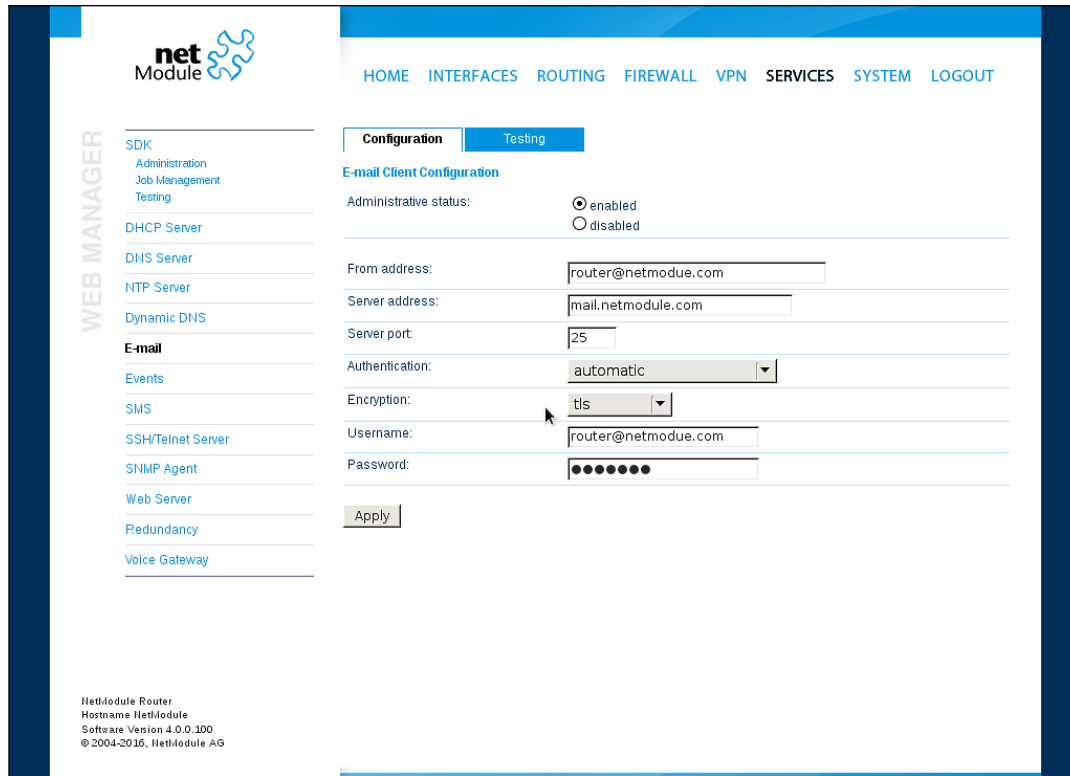 net
Module
HOME INTERFACES ROUTING FIREWALL VPN SERVICES SYSTEM LOGOUT
WEB MANAGER
SDK
Administration
Job Management
Testing
DHCP Server
DNS Server
NTP Server
Dynamic DNS
E-mail
Events
SMS
SSH/Telnet Server
SNMP Agent
Web Server
Redundancy
Voice Gateway
Configuration Testing
E-mail Client Configuration
Administrative status: enabled
disabled
From address: router@netmodue.com
Server address: mail.netmodule.com
Server port: 25
Authentication: automatic
Encryption: tls
Username: router@netmodue.com
Password: ●●●●●●●
Apply
NetModule Router
Hostname NetModule
Software Version 4.0.0.100
© 2004-2016, NetModule AG